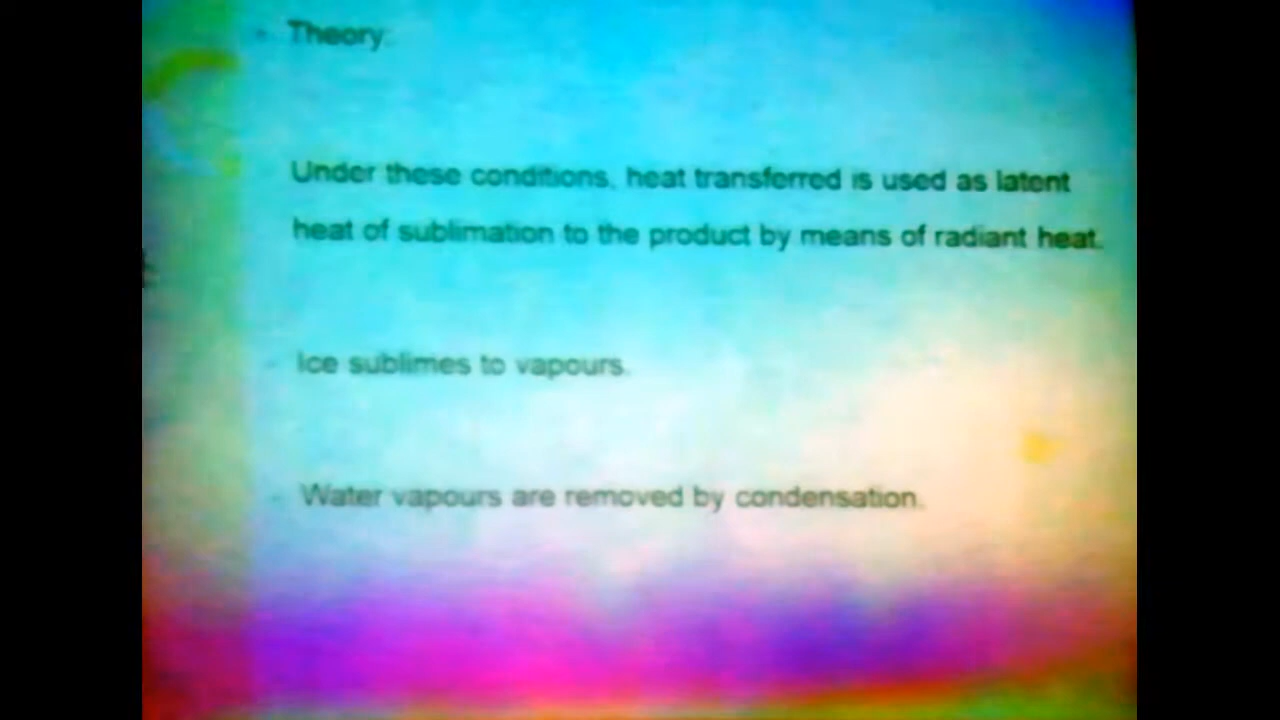 Theory:
Under these conditions, heat transferred is used as latent
heat of sublimation to the product by means of radiant heat.
Ice sublimes to vapours.
Water vapours are removed by condensation.